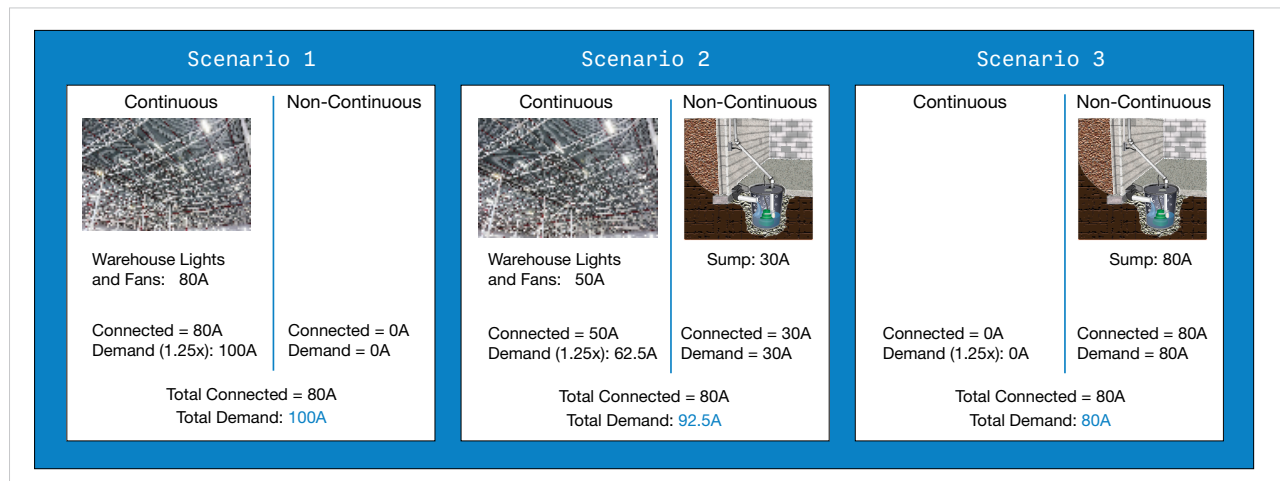 Scenario 1
Continuous
Non-Continuous
Warehouse Lights
and Fans: 80A
Connected = 80A
Demand (1.25x): 100A
Connected = 0A
Demand = 0A
Total Connected = 80A
Total Demand: 100A
Scenario 2
Continuous
Non-Continuous
Warehouse Lights
and Fans: 50A
Sump: 30A
Connected = 50A
Demand (1.25x): 62.5A
Connected = 30A
Demand = 30A
Total Connected = 80A
Total Demand: 92.5A
Scenario 3
Continuous
Non-Continuous
Sump: 80A
Connected = 0A
Demand (1.25x): 0A
Connected = 80A
Demand = 80A
Total Connected = 80A
Total Demand: 80A